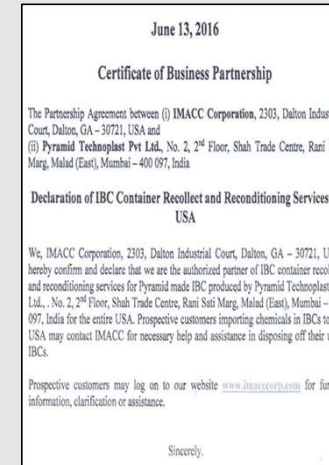 June 13, 2016
Certificate of Business Partnership
The Partnership Agreement between (i) IMACC Corporation, 2303, Dalton Indust
Court, Dalton, GA – 30721, USA and
(ii) Pyramid Technoplast Pvt Ltd., No. 2, 2nd Floor, Shah Trade Centre, Rani
Marg, Malad (East), Mumbai – 400 097, India
Declaration of IBC Container Recollect and Reconditioning Services
USA
We, IMACC Corporation, 2303, Dalton Industrial Court, Dalton, GA – 30721, U
hereby confirm and declare that we are the authorized partner of IBC container recol
and reconditioning services for Pyramid made IBC produced by Pyramid Technoplast
Ltd., . No. 2, 2nd Floor, Shah Trade Centre, Rani Sati Marg, Malad (East), Mumbai –
097, India for the entire USA. Prospective customers importing chemicals in IBCs to
USA may contact IMACC for necessary help and assistance in disposing off their u
IBCs.
Prospective customers may log on to our website www.imacccorp.com for fur
information, clarification or assistance.
Sincerely.